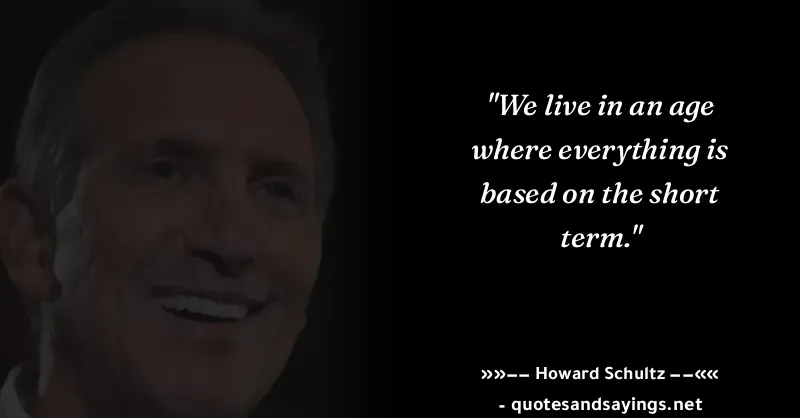 "We live in an age
where everything is
based on the short
term."
»»–– Howard Schultz ––««
- quotesandsayings.net